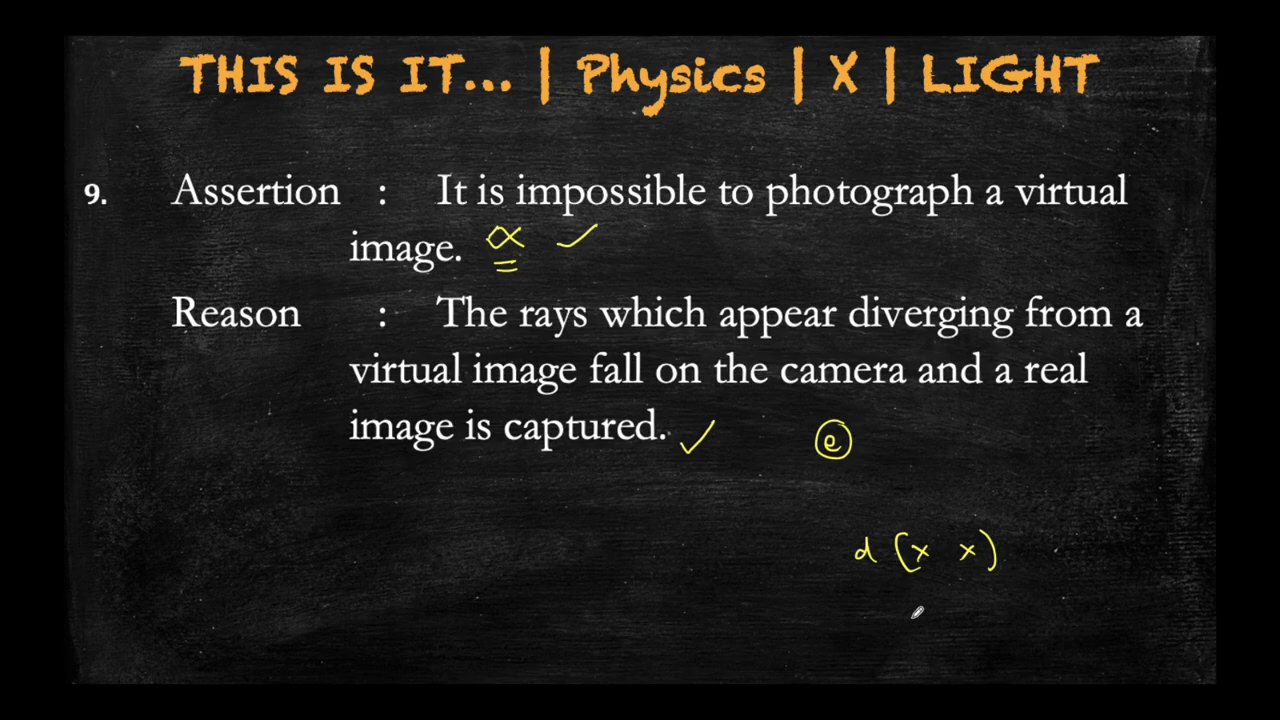 THIS IS IT... | Physics | X | LIGHT
9. Assertion : It is impossible to photograph a virtual
image. ✓
Reason : The rays which appear diverging from a
virtual image fall on the camera and a real
image is captured. ✓ e
d (x x)